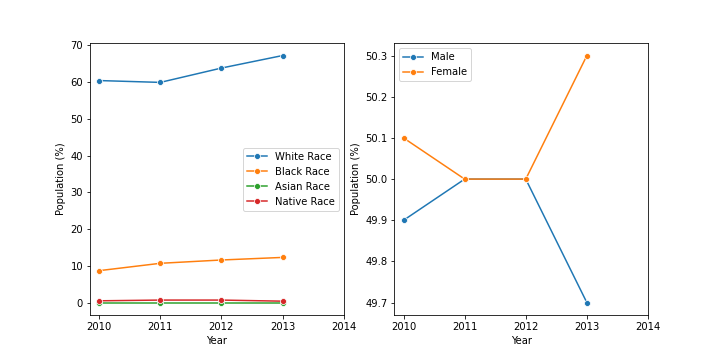 70
60
50
40
30
20
10
0
Population (%)
2010 2011 2012 2013 2014
Year
White Race
Black Race
Asian Race
Native Race
50.3
50.2
50.1
50.0
49.9
49.8
49.7
Population (%)
2010 2011 2012 2013 2014
Year
Male
Female